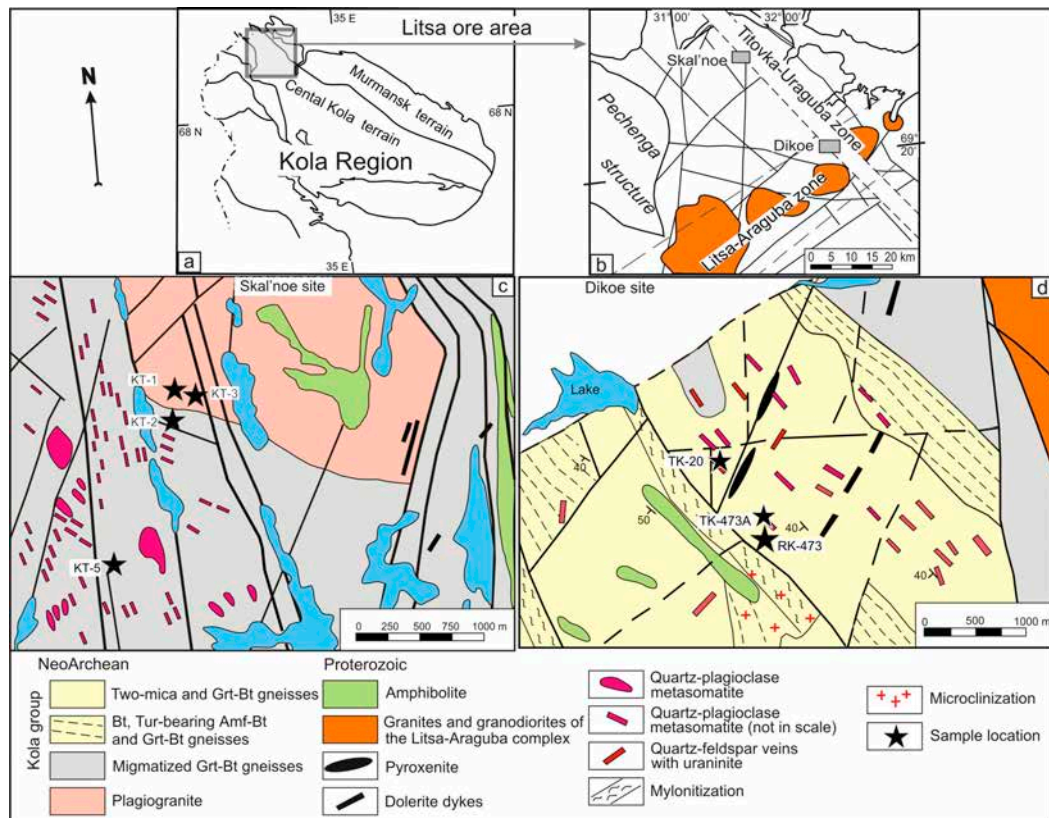 35 E
Litsa ore area
N
Murmansk
terrain
Cental Kola terrain
68 N
68 N
Kola Region
35 E
a
31° 00'
32° 00'
Skal'noe
Titovka-Uraguba zone
Pechenga
structure
Dikoe
69°
20'
Litsa-Araguba zone
0 5 10 15 20 km
b
Skal'noe site
c
KT-1
KT-3
KT-2
KT-5
0 250 500 750 1000 m
Dikoe site
d
Lake
40
TK-20
50
TK-473A
40
RK-473
40
0 500 1000 m
NeoArchean
Kola group
Two-mica and Grt-Bt gneisses
Bt, Tur-bearing Amf-Bt
and Grt-Bt gneisses
Migmatized Grt-Bt gneisses
Plagiogranite
Proterozoic
Amphibolite
Granites and granodiorites of
the Litsa-Araguba complex
Pyroxenite
Dolerite dykes
Quartz-plagioclase
metasomatite
Quartz-plagioclase
metasomatite (not in scale)
Quartz-feldspar veins
with uraninite
Mylonitization
Microclinization
Sample location